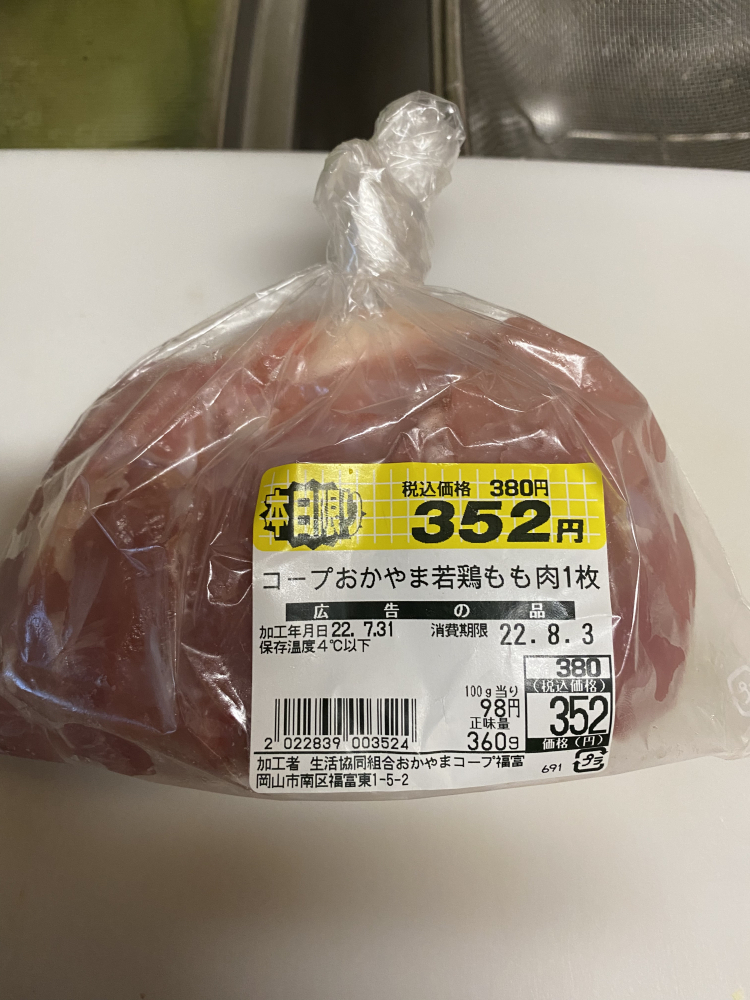 本日限り
税込価格 380円
352円
コープおかやま若鶏もも肉1枚
広告の品
加工年月日22. 7.31
消費期限 22. 8. 3
保存温度4℃以下
100g当り
98円
正味量
360g
380
(税込価格)
352
価格(円)
2 022839 003524
加工者 生活協同組合おかやまコープ福富
岡山市南区福富東1-5-2
691
プラ